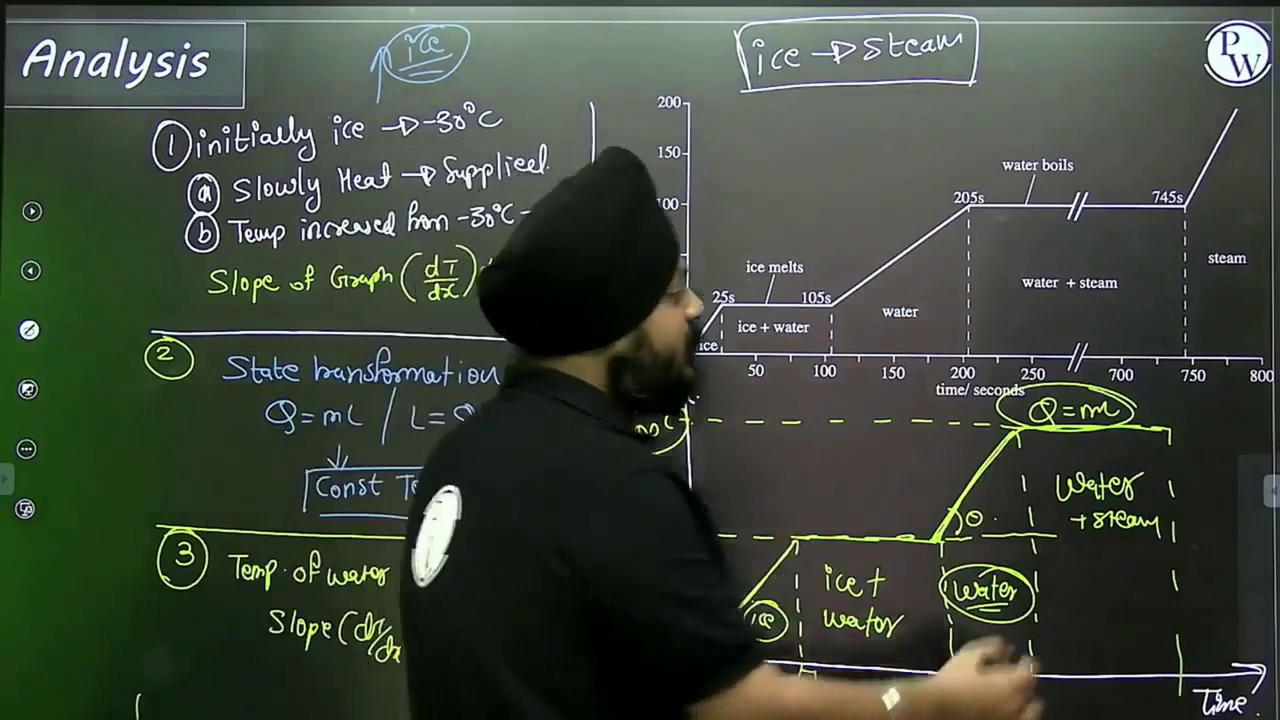 Analysis
ice
ice → Steam
PW
① initially ice → -30°C
ⓐ Slowly Heat → Supplied
ⓑ Temp increased from -30°C -
Slope of Graph (dT/dx)
② State transformation
Q=mL / L=
Const
③ Temp. of water
Slope (dT/dx
200
150
100
water boils
205s
745s
ice melts
25s
105s
steam
water + steam
water
ice + water
ice
50
100
150
200
700
750
800
time/ seconds
Q=mL
θ
Water
+ steam
ice +
water
Water
ice
Time